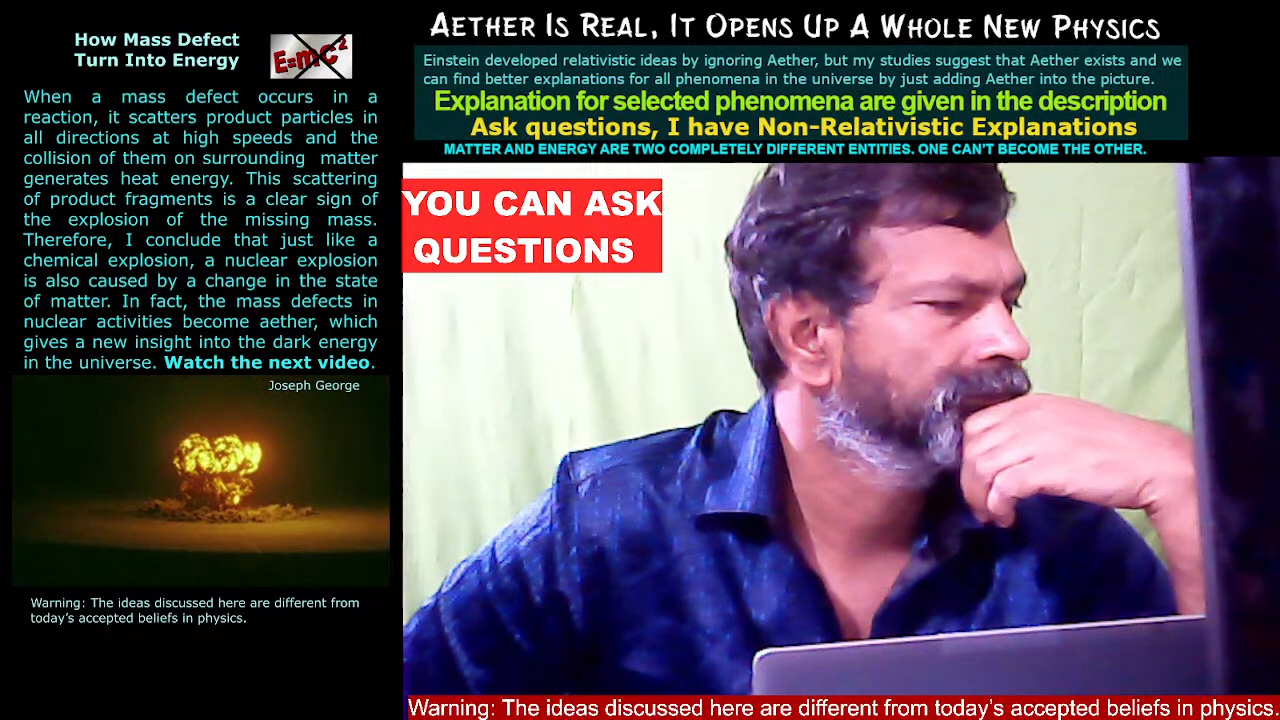 How Mass Defect
Turn Into Energy
E=mc²
When a mass defect occurs in a
reaction, it scatters product particles in
all directions at high speeds and the
collision of them on surrounding matter
generates heat energy. This scattering
of product fragments is a clear sign of
the explosion of the missing mass.
Therefore, I conclude that just like a
chemical explosion, a nuclear explosion
is also caused by a change in the state
of matter. In fact, the mass defects in
nuclear activities become aether, which
gives a new insight into the dark energy
in the universe. Watch the next video.
Joseph George
Warning: The ideas discussed here are different from
today's accepted beliefs in physics.
AETHER IS REAL, IT OPENS UP A WHOLE NEW PHYSICS
Einstein developed relativistic ideas by ignoring Aether, but my studies suggest that Aether exists and we
can find better explanations for all phenomena in the universe by just adding Aether into the picture.
Explanation for selected phenomena are given in the description
Ask questions, I have Non-Relativistic Explanations
MATTER AND ENERGY ARE TWO COMPLETELY DIFFERENT ENTITIES. ONE CAN'T BECOME THE OTHER.
YOU CAN ASK
QUESTIONS
Warning: The ideas discussed here are different from today's accepted beliefs in physics.